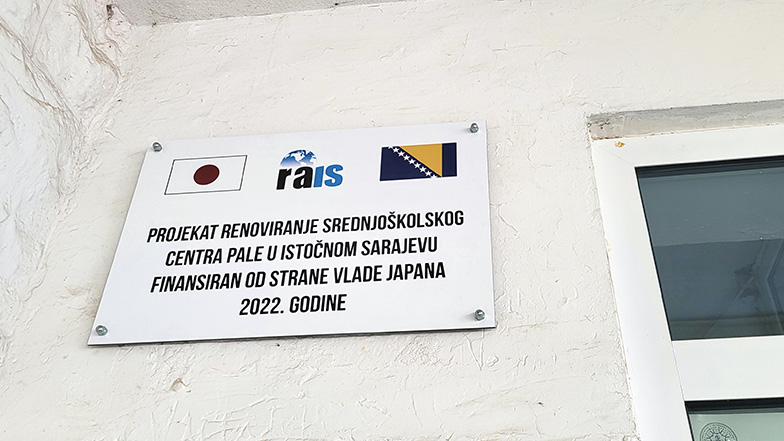 rais
PROJEKAT RENOVIRANJE SREDNJOŠKOLSKOG
CENTRA PALE U ISTOČNOM SARAJEVU
FINANSIRAN OD STRANE VLADE JAPANA
2022. GODINE